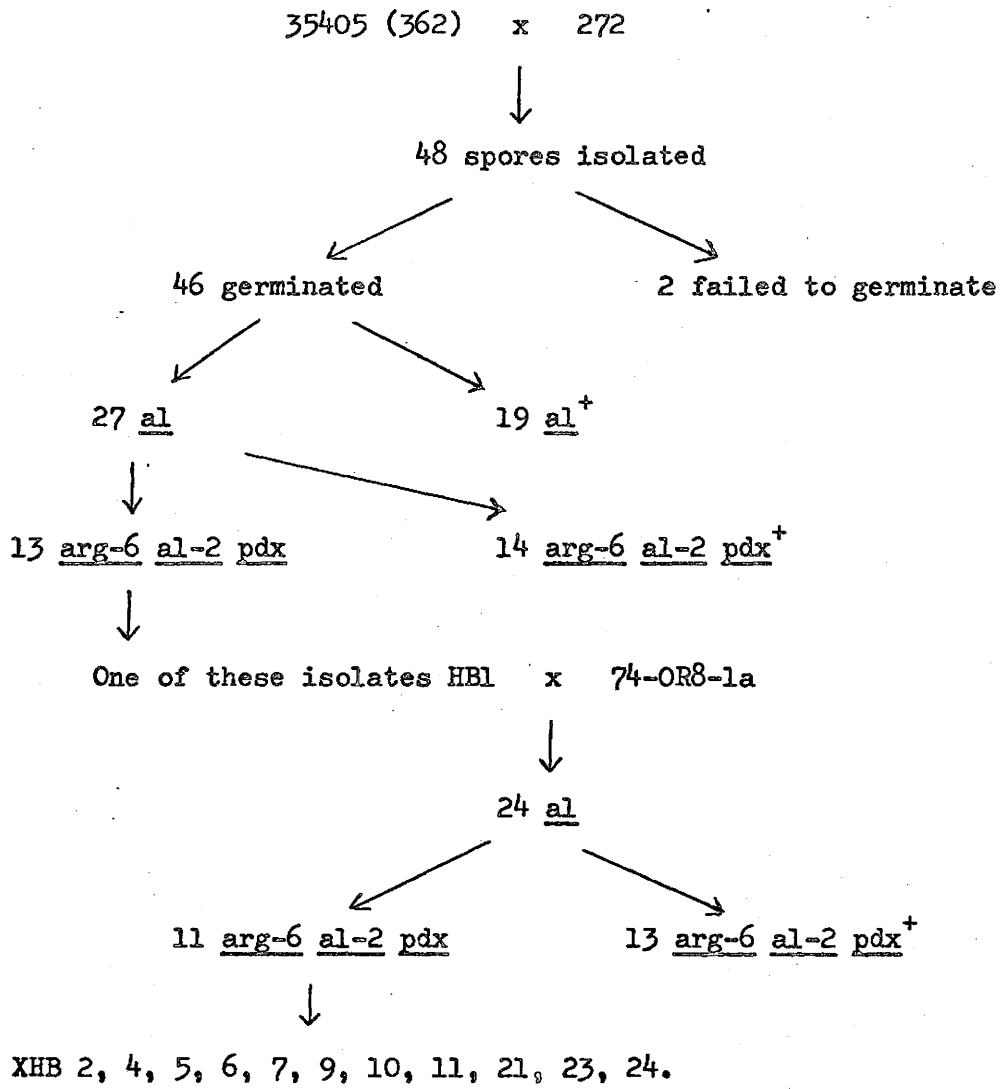 35405 (362) x 272
48 spores isolated
46 germinated 2 failed to germinate
27 al 19 al+
13 arg-6 al-2 pdx 14 arg-6 al-2 pdx+
One of these isolates HB1 x 74-OR8-1a
24 al
11 arg-6 al-2 pdx 13 arg-6 al-2 pdx+
XHB 2, 4, 5, 6, 7, 9, 10, 11, 21, 23, 24.